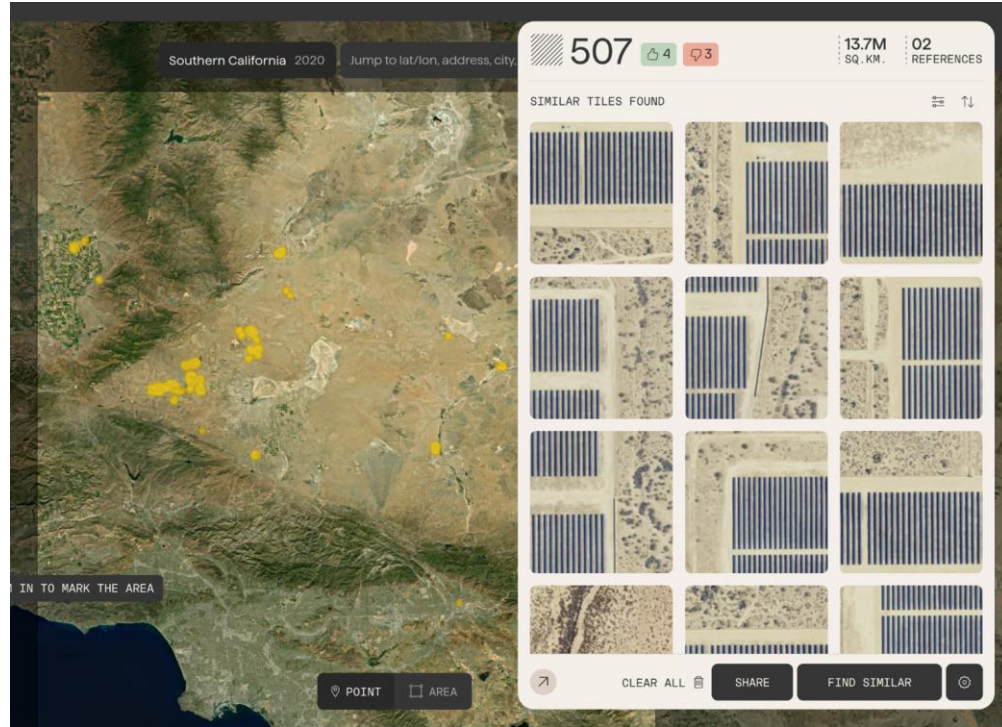 Southern California 2020
Jump to lat/lon, address, city,
507
4
3
13.7M
SQ.KM.
02
REFERENCES
SIMILAR TILES FOUND
IN TO MARK THE AREA
POINT
AREA
CLEAR ALL
SHARE
FIND SIMILAR